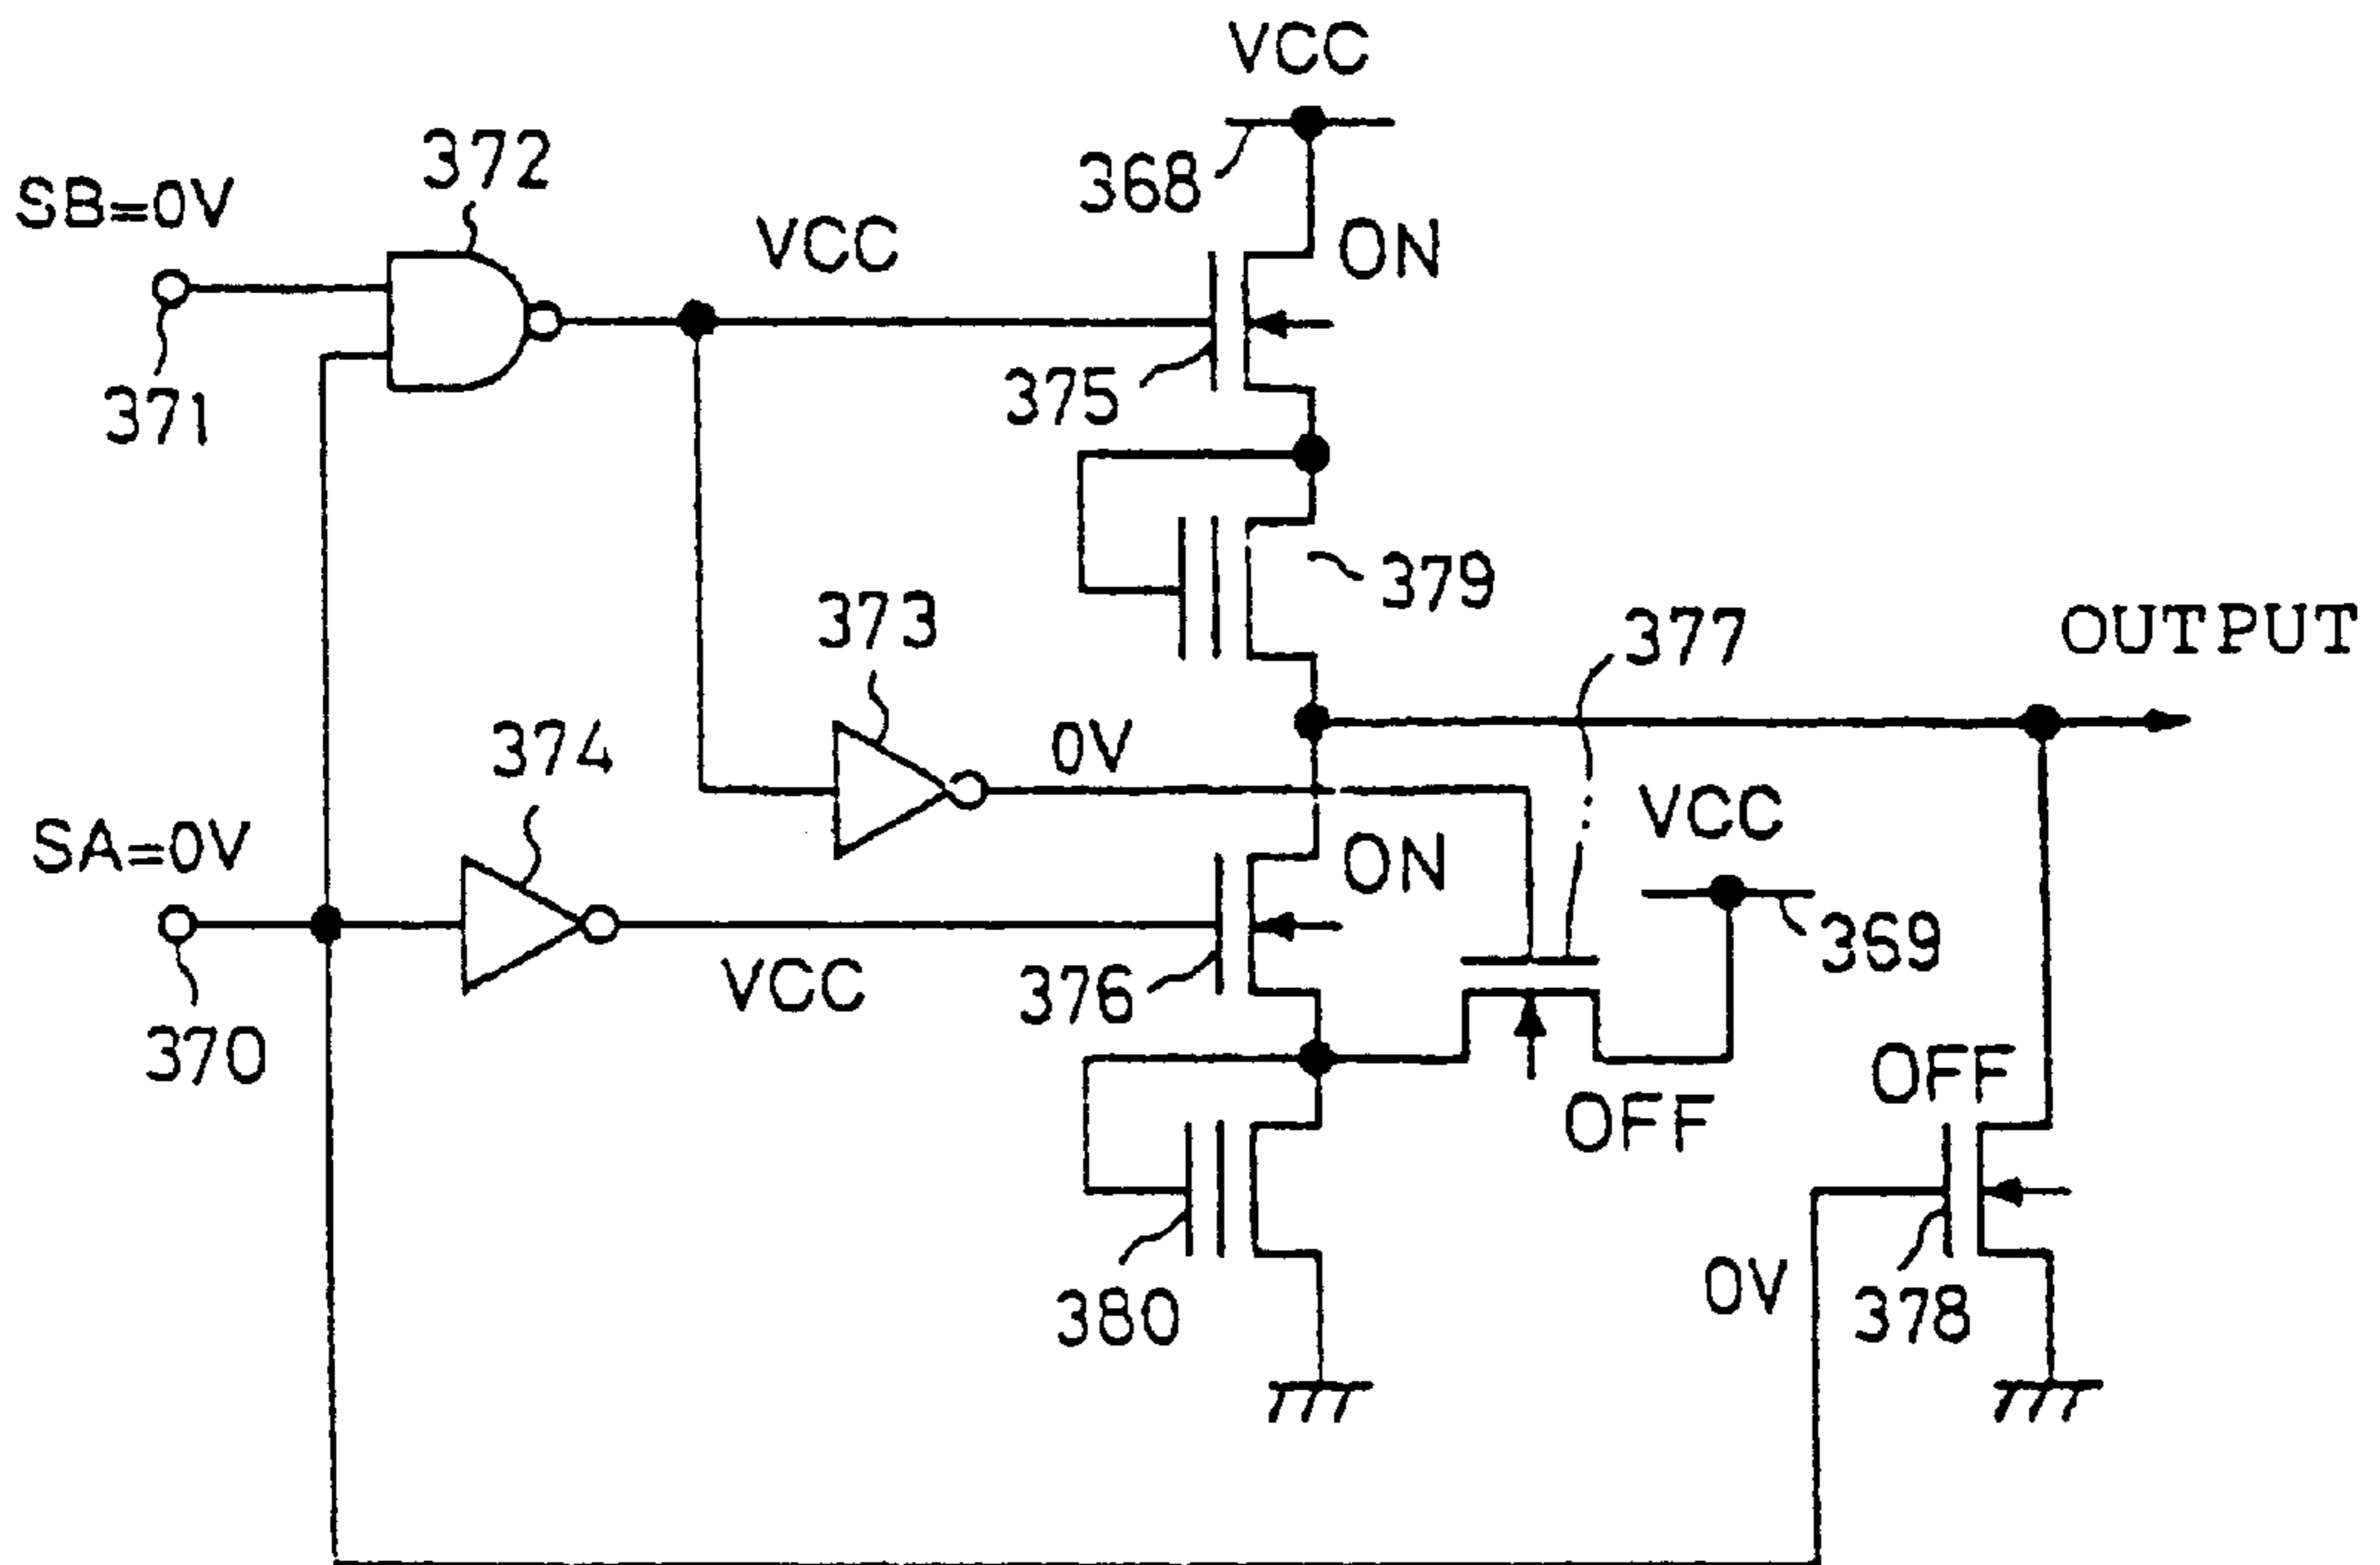 VCC
372
368
SB=0V
VCC
ON
371
375
379
373
377
OUTPUT
374
0V
VCC
SA=0V
ON
369
VCC
376
370
OFF
OFF
0V
380
378